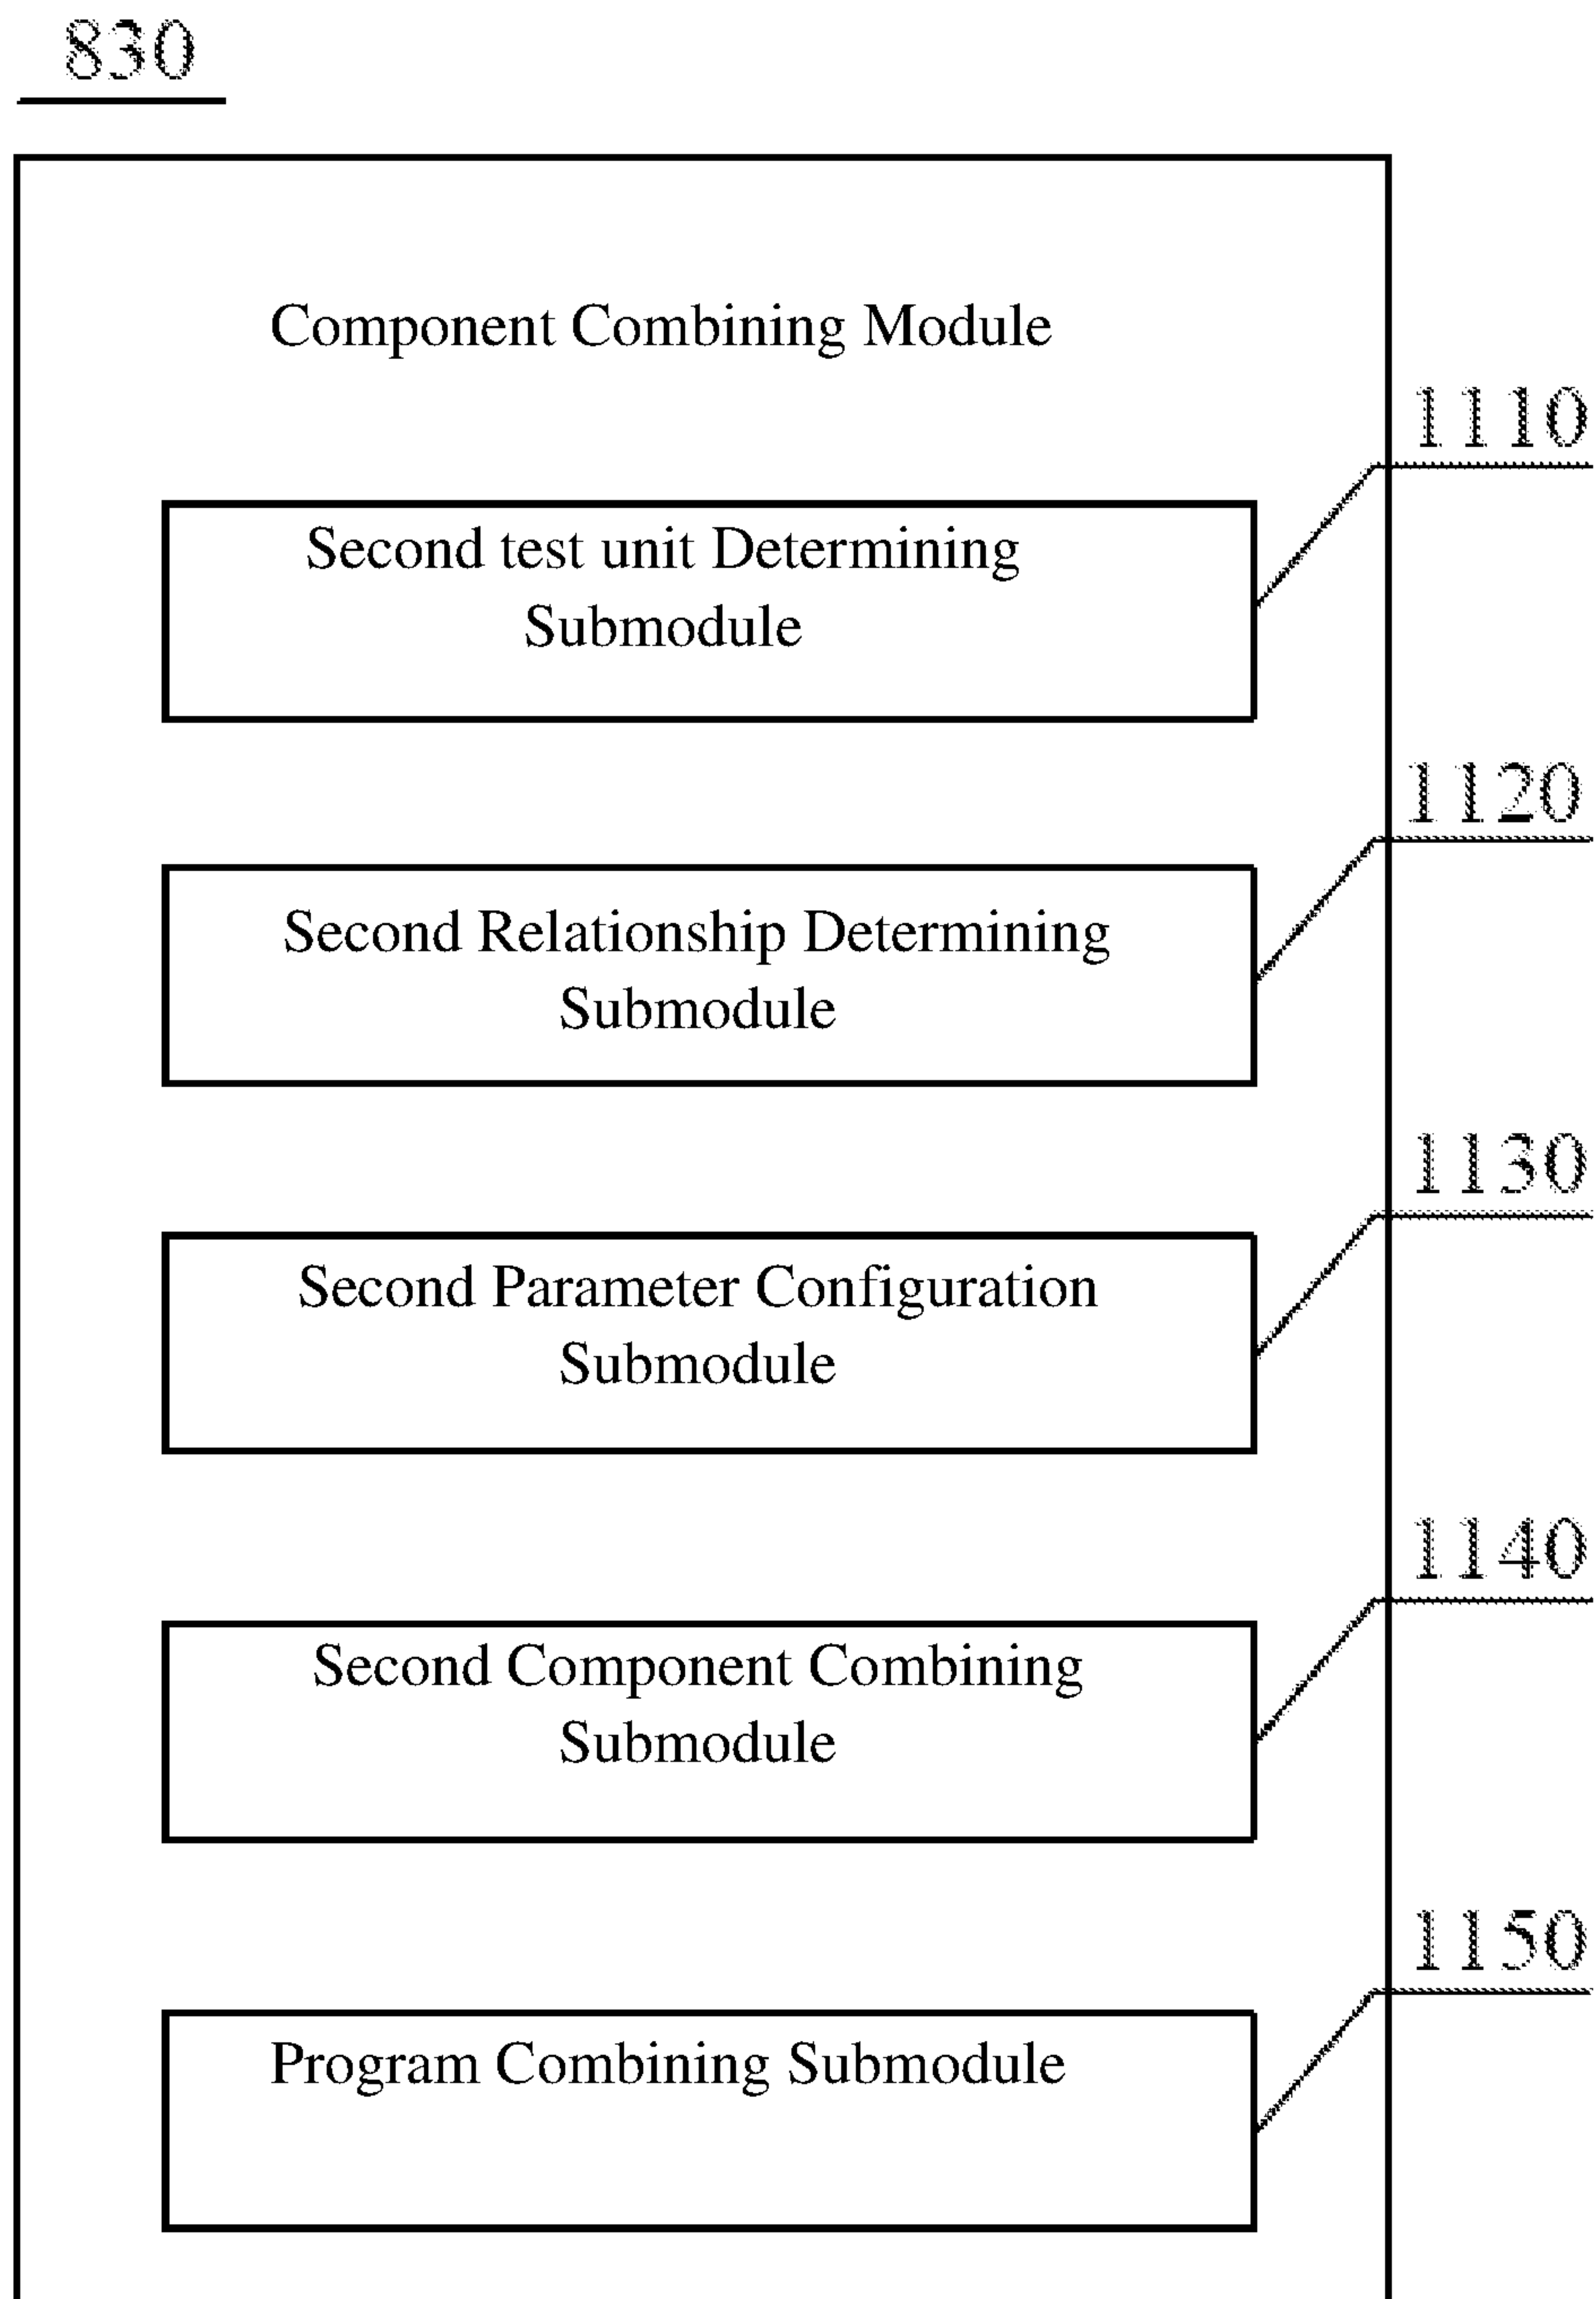 830
Component Combining Module
1110
Second test unit Determining
Submodule
1120
Second Relationship Determining
Submodule
1130
Second Parameter Configuration
Submodule
1140
Second Component Combining
Submodule
1150
Program Combining Submodule